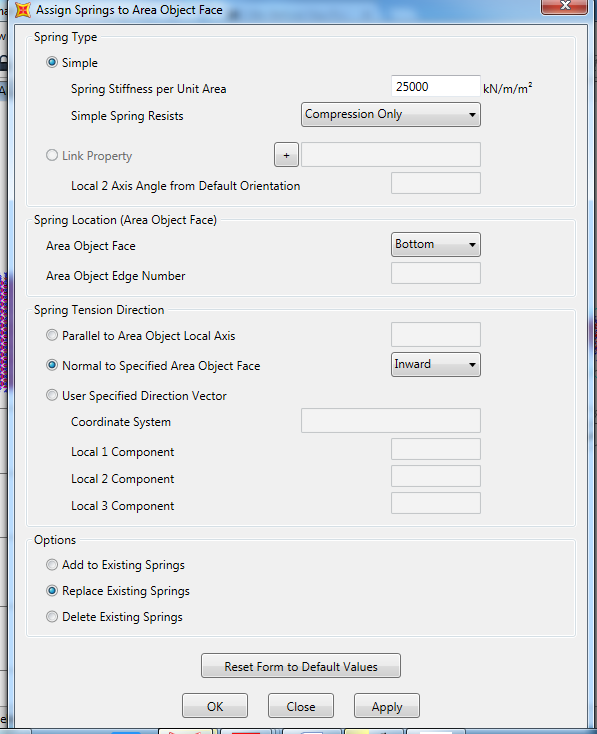 Assign Springs to Area Object Face
Spring Type
Simple
Spring Stiffness per Unit Area 25000 kN/m/m²
Simple Spring Resists Compression Only
Link Property +
Local 2 Axis Angle from Default Orientation
Spring Location (Area Object Face)
Area Object Face Bottom
Area Object Edge Number
Spring Tension Direction
Parallel to Area Object Local Axis
Normal to Specified Area Object Face Inward
User Specified Direction Vector
Coordinate System
Local 1 Component
Local 2 Component
Local 3 Component
Options
Add to Existing Springs
Replace Existing Springs
Delete Existing Springs
Reset Form to Default Values
OK Close Apply